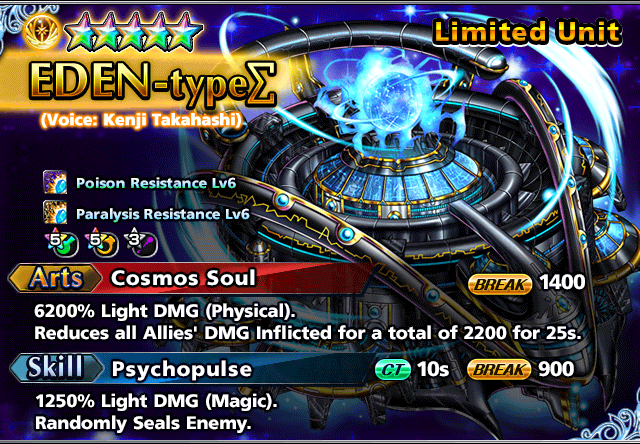 Limited Unit
EDEN-typeΣ
(Voice: Kenji Takahashi)
Poison Resistance Lv6
Paralysis Resistance Lv6
5 5 3
Arts Cosmos Soul BREAK 1400
6200% Light DMG (Physical).
Reduces all Allies' DMG Inflicted for a total of 2200 for 25s.
Skill Psychopulse CT 10s BREAK 900
1250% Light DMG (Magic).
Randomly Seals Enemy.